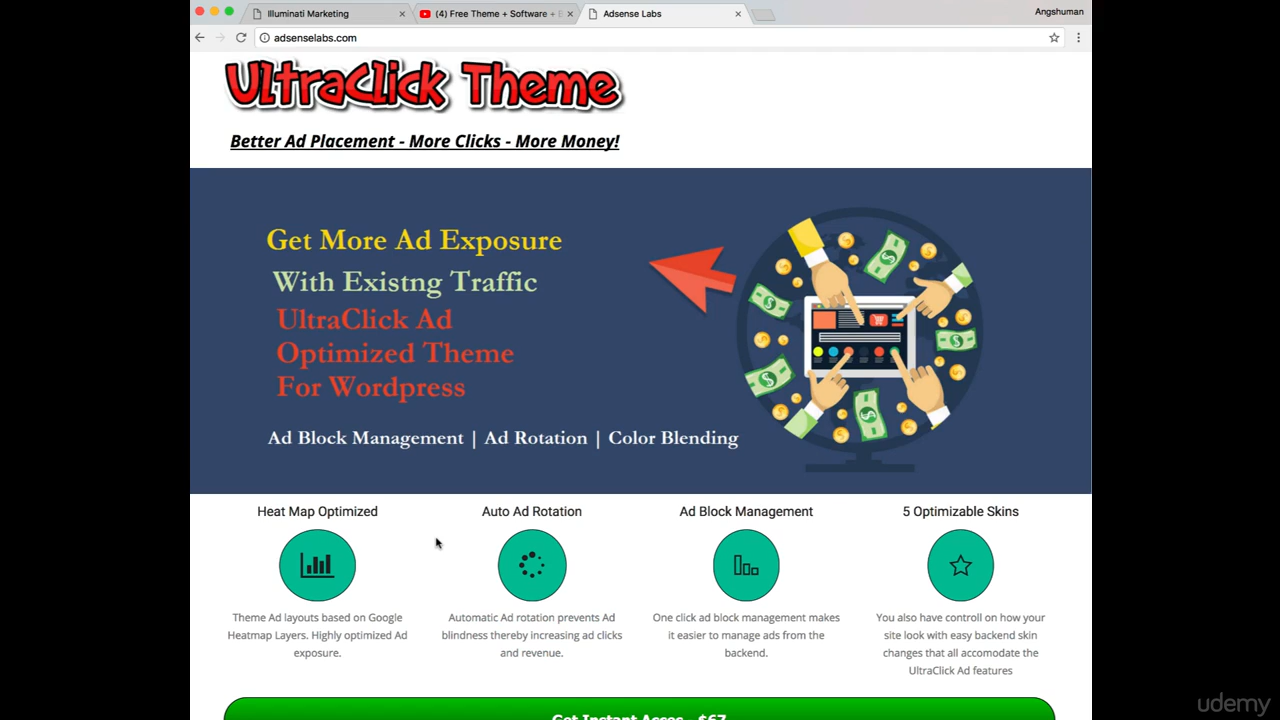 Illuminati Marketing
(4) Free Theme + Software +
Adsense Labs
Angshuman
adsenselabs.com
UltraClick Theme
Better Ad Placement - More Clicks - More Money!
Get More Ad Exposure
With Existng Traffic
UltraClick Ad
Optimized Theme
For Wordpress
Ad Block Management | Ad Rotation | Color Blending
Heat Map Optimized
Auto Ad Rotation
Ad Block Management
5 Optimizable Skins
Theme Ad layouts based on Google
Heatmap Layers. Highly optimized Ad
exposure.
Automatic Ad rotation prevents Ad
blindness thereby increasing ad clicks
and revenue.
One click ad block management makes
it easier to manage ads from the
backend.
You also have controll on how your
site look with easy backend skin
changes that all accomodate the
UltraClick Ad features
Get Instant Acces - $67
udemy